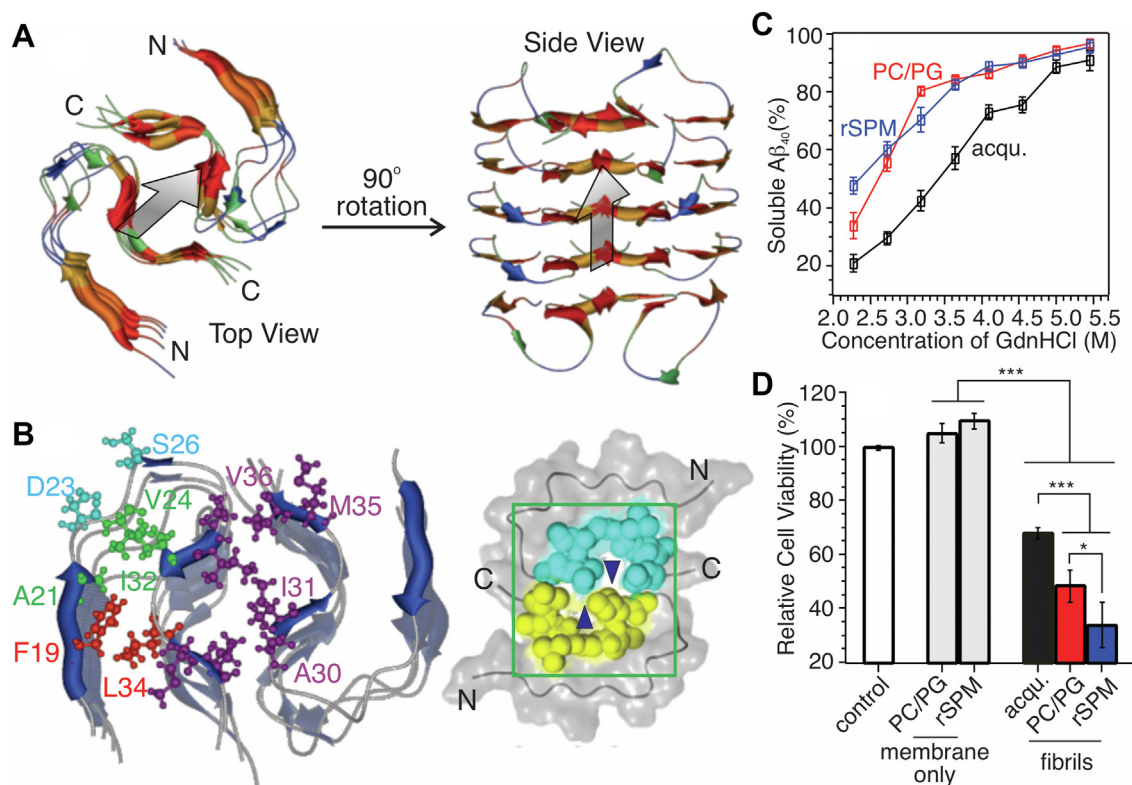 A
N
C
C
N
Top View
90°
rotation
Side View
B
S26
D23
V24
V36
M35
I32
I31
A21
F19
L34
A30
N
C
C
N
C
Soluble Aβ40(%)
100
80
60
40
20
PC/PG
rSPM
acqu.
2.0 2.5 3.0 3.5 4.0 4.5 5.0 5.5
Concentration of GdnHCl (M)
D
Relative Cell Viability (%)
120
100
80
60
40
20
***
***
*
control
PC/PG
rSPM
acqu.
PC/PG
rSPM
membrane
only
fibrils